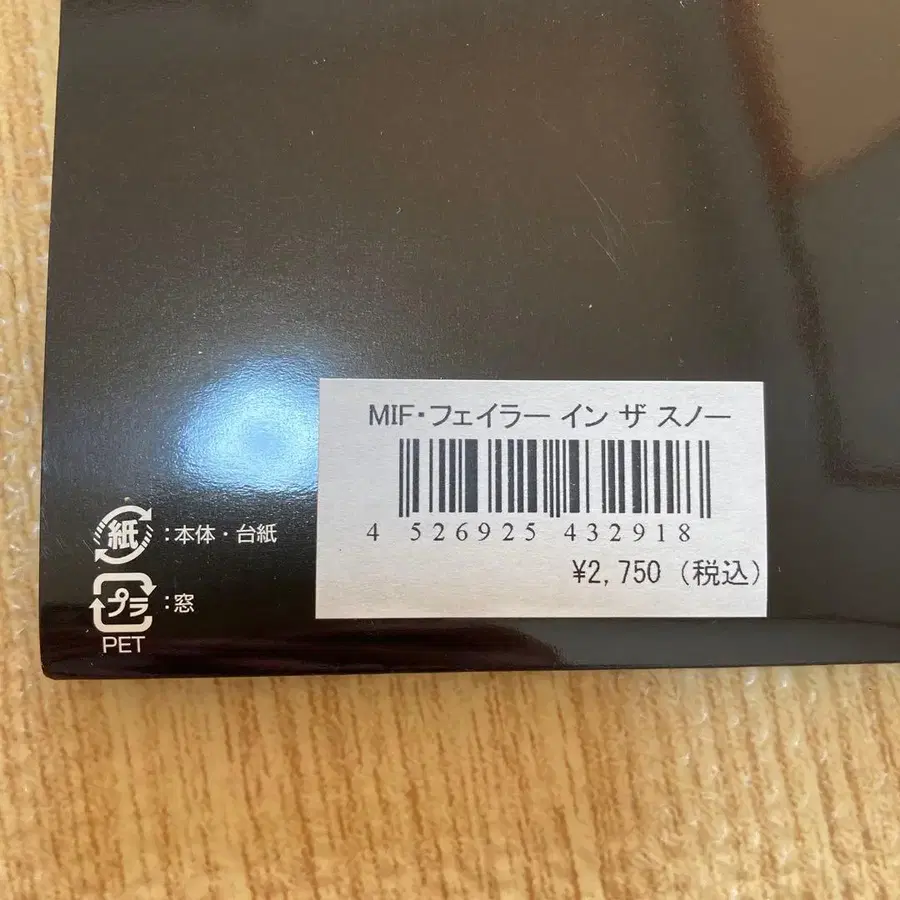 MIF・フェイラー イン ザ スノー
4 526925 432918
¥2,750 (税込)
紙 :本体・台紙
プラ :窓
PET